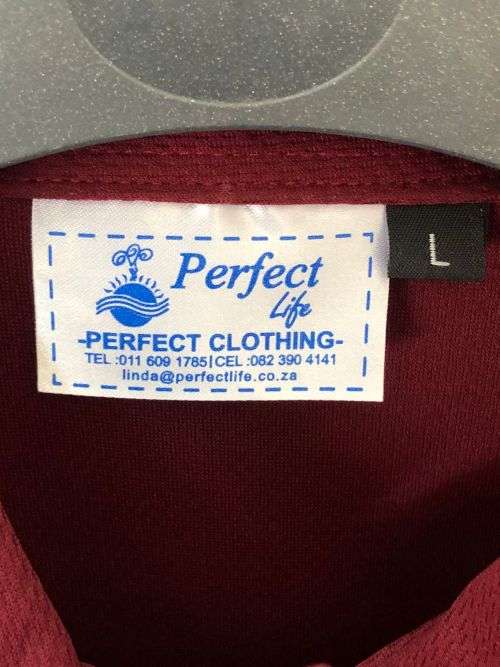 Perfect
Life
-PERFECT CLOTHING-
TEL :011 609 1785|CEL :082 390 4141
linda@perfectlife.co.za
L